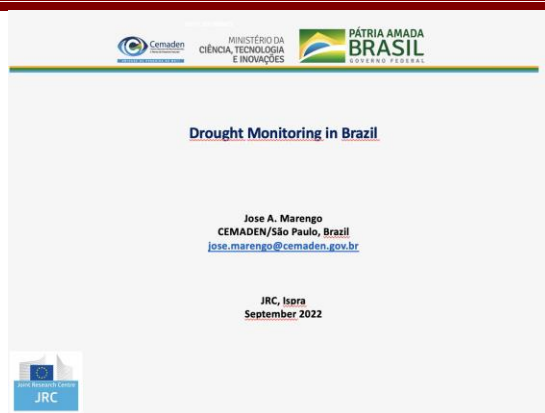 Cemaden
MINISTÉRIO DA
CIÊNCIA, TECNOLOGIA
E INOVAÇÕES
PÁTRIA AMADA
BRASIL
GOVERNO FEDERAL
Drought Monitoring in Brazil
Jose A. Marengo
CEMADEN/São Paulo, Brazil
jose.marengo@cemaden.gov.br
JRC, Ispra
September 2022
Joint Research Centre
JRC